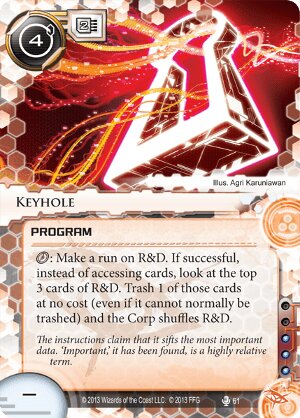 4
Illus. Agri Karuniawan
KEYHOLE
PROGRAM
: Make a run on R&D. If successful,
instead of accessing cards, look at the top
3 cards of R&D. Trash 1 of those cards
at no cost (even if it cannot normally be
trashed) and the Corp shuffles R&D.
The instructions claim that it sifts the most important
data. ‘Important,’ it has been found, is a highly relative
term.
–
© 2013 Wizards of the Coast LLC. © 2013 FFG
61